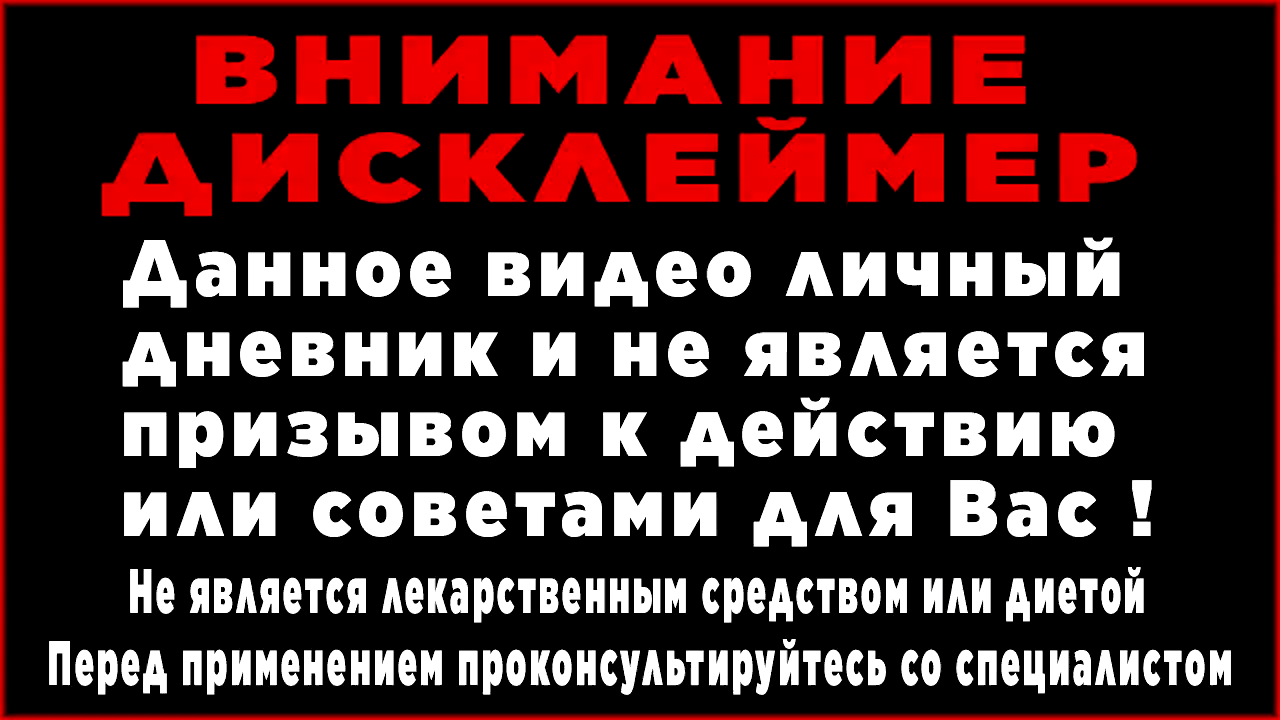 ВНИМАНИЕ
ДИСКЛЕЙМЕР
Данное видео личный
дневник и не является
призывом к действию
или советами для Вас !
Не является лекарственным средством или диетой
Перед применением проконсультируйтесь со специалистом